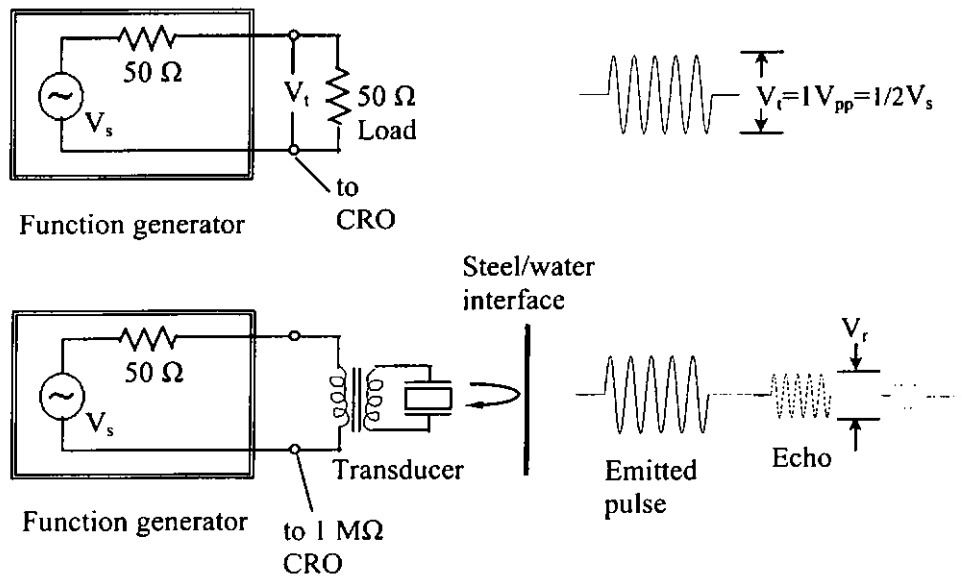 50 Ω
V_s
V_t
50 Ω
Load
V_t=1V_pp=1/2V_s
to
CRO
Function generator
Steel/water
interface
50 Ω
V_s
V_r
Transducer
Emitted
pulse
Echo
Function generator
to 1 MΩ
CRO